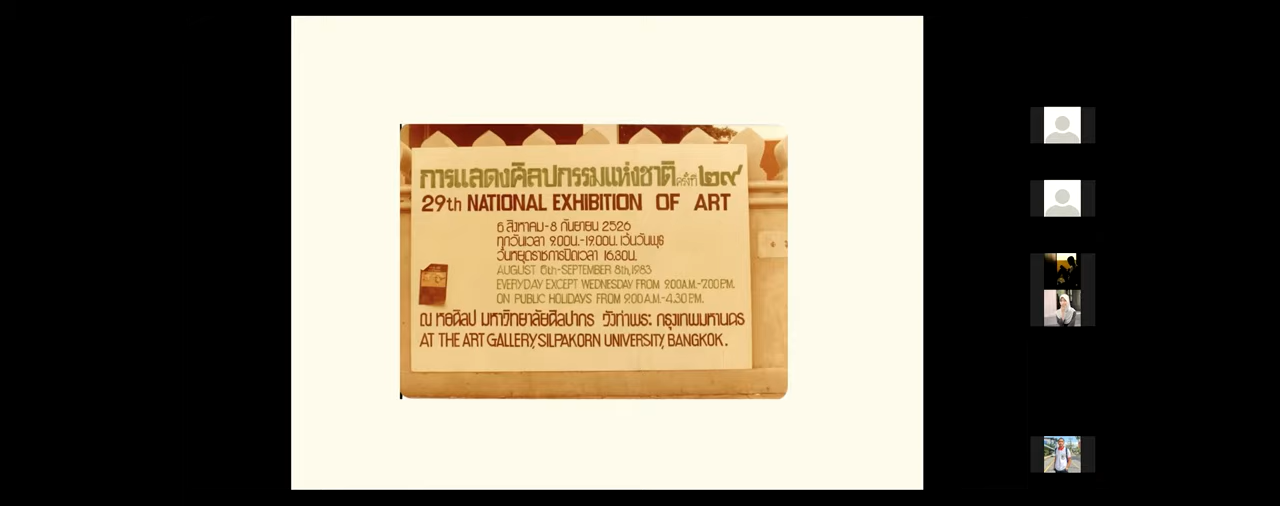 การแสดงศิลปกรรมแห่งชาติครั้งที่ ๒๙
29th NATIONAL EXHIBITION OF ART
6 สิงหาคม-8 กันยายน 2526
ทุกวันเวลา 9.00น.-19.00น. เว้นวันพุธ
วันหยุดราชการปิดเวลา 16.30น.
AUGUST 6th-SEPTEMBER 8th,1983
EVERYDAY EXCEPT WEDNESDAY FROM 9.00A.M.-7.00P.M.
ON PUBLIC HOLIDAYS FROM 9.00A.M.-4.30P.M.
ณ หอศิลป มหาวิทยาลัยศิลปากร วังท่าพระ กรุงเทพมหานคร
AT THE ART GALLERY, SILPAKORN UNIVERSITY, BANGKOK.